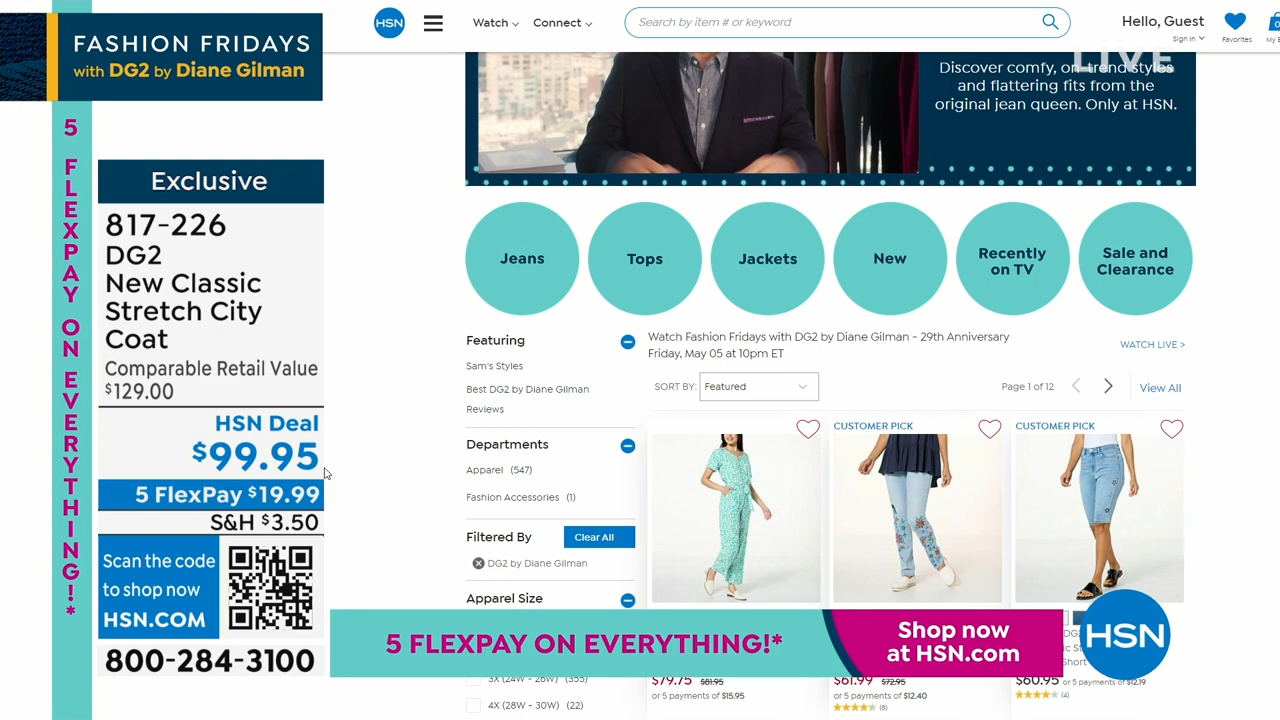 FASHION FRIDAYS
with DG2 by Diane Gilman
5 FLEXPAY ON EVERYTHING!*
Exclusive
817-226
DG2
New Classic
Stretch City
Coat
Comparable Retail Value
$129.00
HSN Deal
$99.95
5 FlexPay $19.99
S&H $3.50
Scan the code
to shop now
HSN.COM
800-284-3100
HSN
Watch
Connect
Search by item # or keyword
Hello, Guest
Sign In
Favorites
My
0
LIVE
Discover comfy, on-trend styles
and flattering fits from the
original jean queen. Only at HSN.
Jeans
Tops
Jackets
New
Recently
on TV
Sale and
Clearance
Featuring
Sam's Styles
Best DG2 by Diane Gilman
Reviews
Departments
Apparel (547)
Fashion Accessories (1)
Filtered By
Clear All
DG2 by Diane Gilman
Apparel Size
3X (24W - 26W) (355)
4X (28W - 30W) (22)
Watch Fashion Fridays with DG2 by Diane Gilman - 29th Anniversary
Friday, May 05 at 10pm ET
WATCH LIVE >
SORT BY: Featured
Page 1 of 12
View All
CUSTOMER PICK
CUSTOMER PICK
$79.75 $81.95
or 5 payments of $15.95
$61.99 $72.95
or 5 payments of $12.40
(8)
Short
$60.95 or 5 payments of $12.19
(4)
5 FLEXPAY ON EVERYTHING!*
Shop now
at HSN.com
HSN